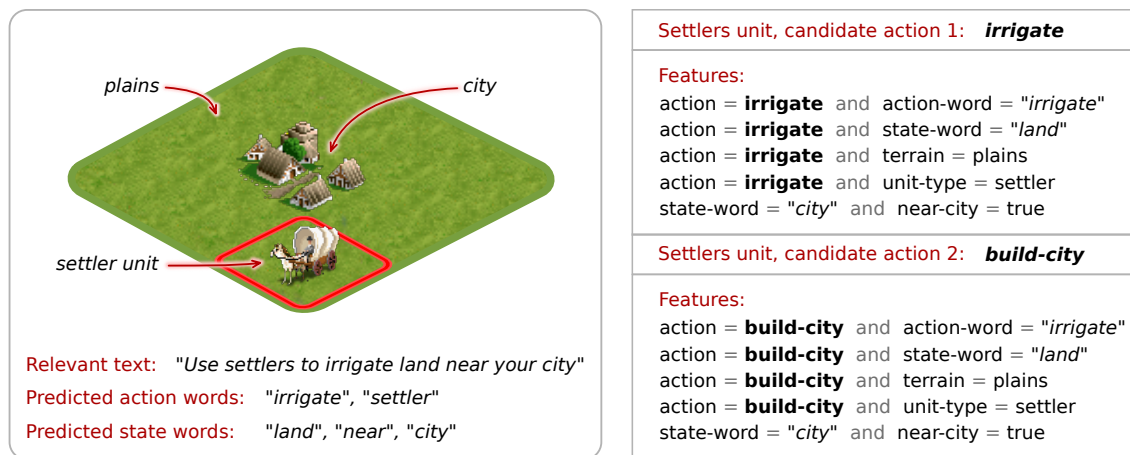 plains
city
settler unit
Relevant text: "Use settlers to irrigate land near your city"
Predicted action words: "irrigate", "settler"
Predicted state words: "land", "near", "city"
Settlers unit, candidate action 1: irrigate
Features:
action = irrigate and action-word = "irrigate"
action = irrigate and state-word = "land"
action = irrigate and terrain = plains
action = irrigate and unit-type = settler
state-word = "city" and near-city = true
Settlers unit, candidate action 2: build-city
Features:
action = build-city and action-word = "irrigate"
action = build-city and state-word = "land"
action = build-city and terrain = plains
action = build-city and unit-type = settler
state-word = "city" and near-city = true